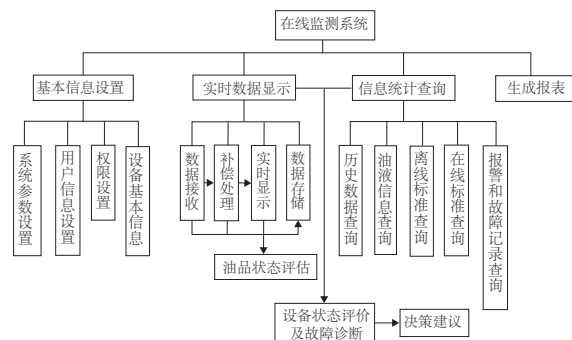 在线监测系统
基本信息设置
实时数据显示
信息统计查询
生成报表
系统参数设置
用户信息设置
权限设置
设备基本信息
数据接收
补偿处理
实时显示
数据存储
历史数据查询
油液信息查询
离线标准查询
在线标准查询
报警和故障记录查询
油品状态评估
设备状态评价
及故障诊断
决策建议